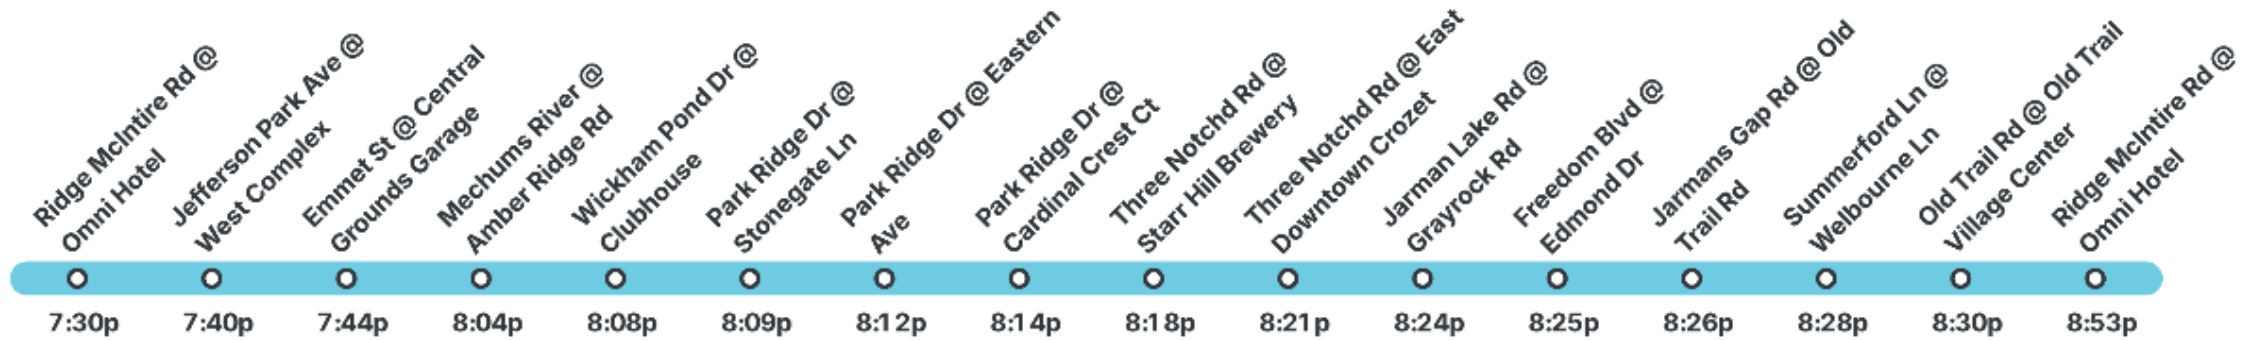 Ridge McIntire Rd @
Omni Hotel
Jefferson Park Ave @
West Complex
Emmet St @ Central
Grounds Garage
Mechums River @
Amber Ridge Rd
Wickham Pond Dr @
Clubhouse
Park Ridge Dr @
Stonegate Ln
Park Ridge Dr @ Eastern
Ave
Park Ridge Dr @
Cardinal Crest Ct
Three Notchd Rd @
Starr Hill Brewery
Three Notchd Rd @ East
Downtown Crozet
Jarman Lake Rd @
Grayrock Rd
Freedom Blvd @
Edmond Dr
Jarmans Gap Rd @ Old
Trail Rd
Summerford Ln @
Welbourne Ln
Old Trail Rd @ Old Trail
Village Center
Ridge McIntire Rd @
Omni Hotel
7:30p 7:40p 7:44p 8:04p 8:08p 8:09p 8:12p 8:14p 8:18p 8:21p 8:24p 8:25p 8:26p 8:28p 8:30p 8:53p